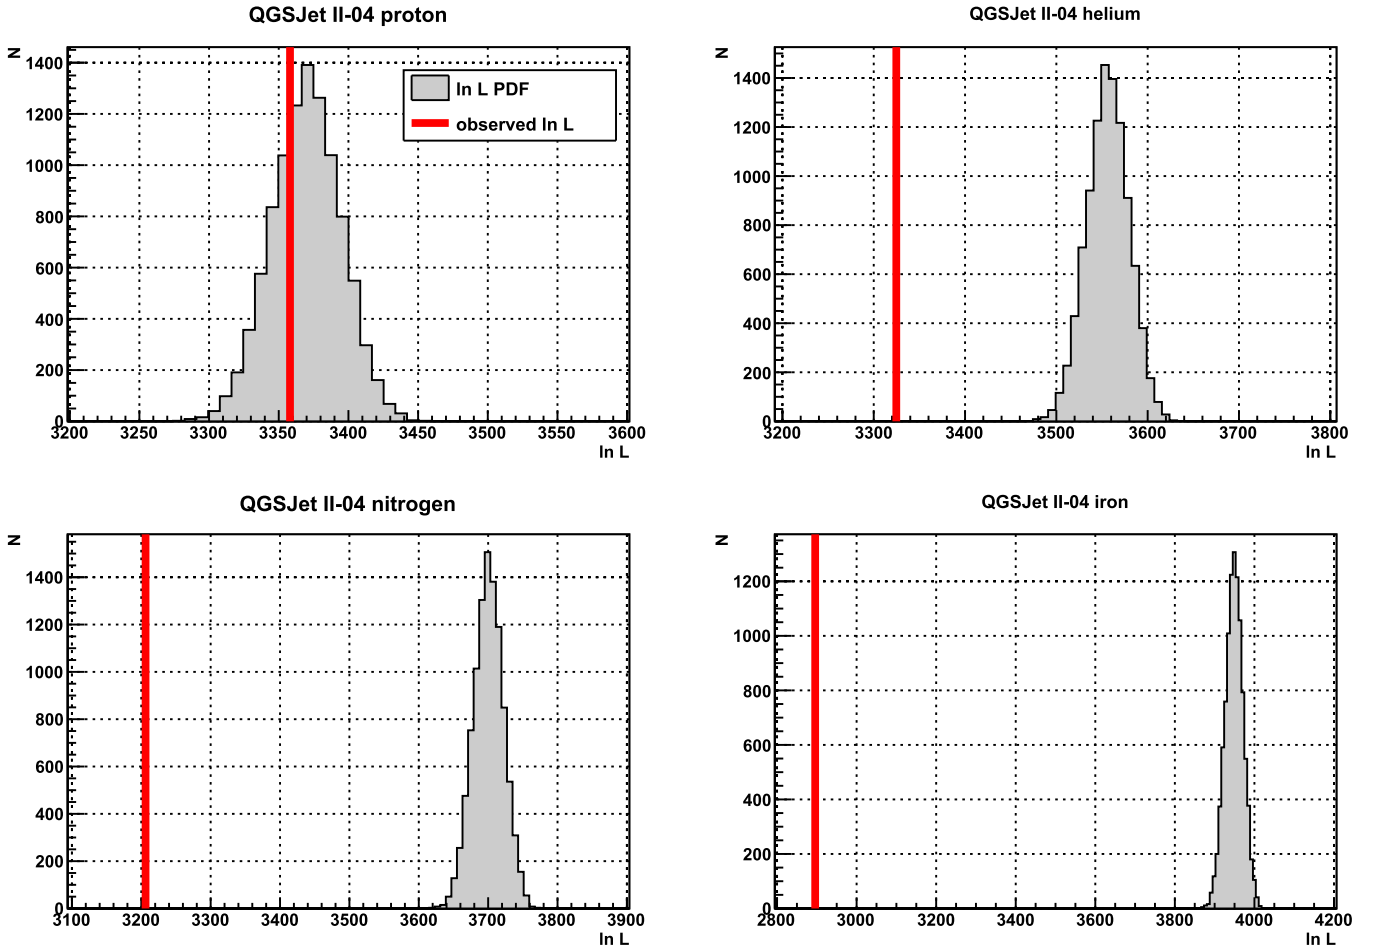 QGSJet II-04 proton
N
1400
1200
1000
800
600
400
200
0
3200 3250 3300 3350 3400 3450 3500 3550 3600
ln L
ln L PDF
observed ln L
QGSJet II-04 helium
N
1400
1200
1000
800
600
400
200
0
3200 3300 3400 3500 3600 3700 3800
ln L
QGSJet II-04 nitrogen
N
1400
1200
1000
800
600
400
200
0
3100 3200 3300 3400 3500 3600 3700 3800 3900
ln L
QGSJet II-04 iron
N
1200
1000
800
600
400
200
0
2800 3000 3200 3400 3600 3800 4000 4200
ln L